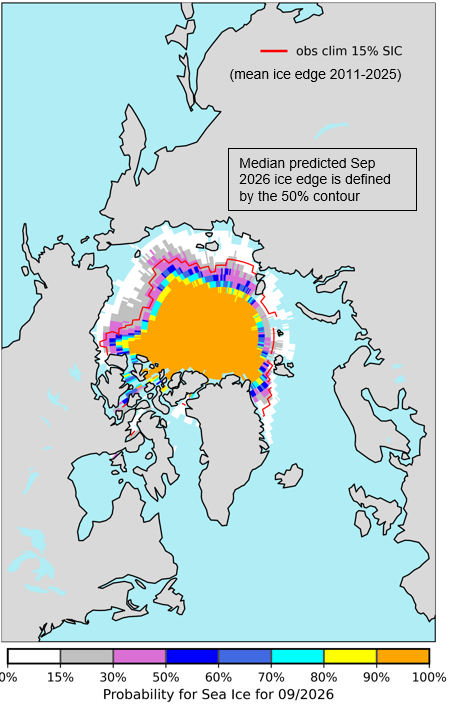 obs clim 15% SIC
(mean ice edge 2011-2025)
Median predicted Sep
2026 ice edge is defined
by the 50% contour
0% 15% 30% 50% 60% 70% 80% 90% 100%
Probability for Sea Ice for 09/2026